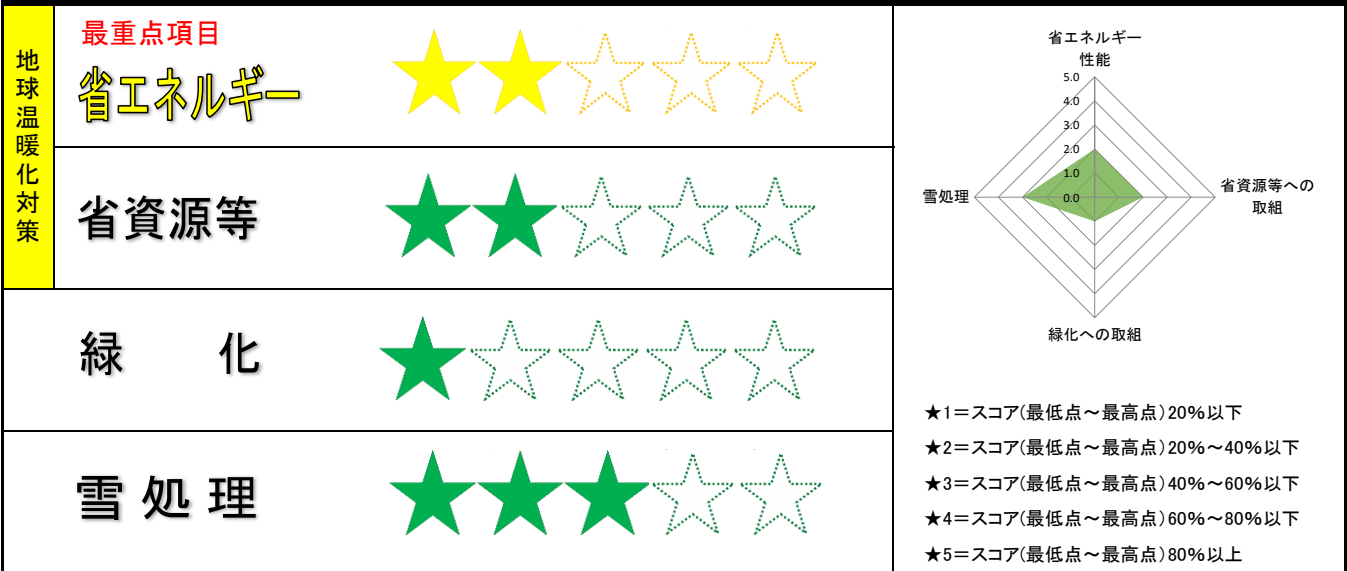 地球温暖化対策
最重点項目
省エネルギー
省資源等
緑　化
雪処理
省エネルギー
性能
5.0
4.0
3.0
2.0
1.0
0.0
雪処理
省資源等への
取組
緑化への取組
★1＝スコア(最低点～最高点)20%以下
★2＝スコア(最低点～最高点)20%～40%以下
★3＝スコア(最低点～最高点)40%～60%以下
★4＝スコア(最低点～最高点)60%～80%以下
★5＝スコア(最低点～最高点)80%以上